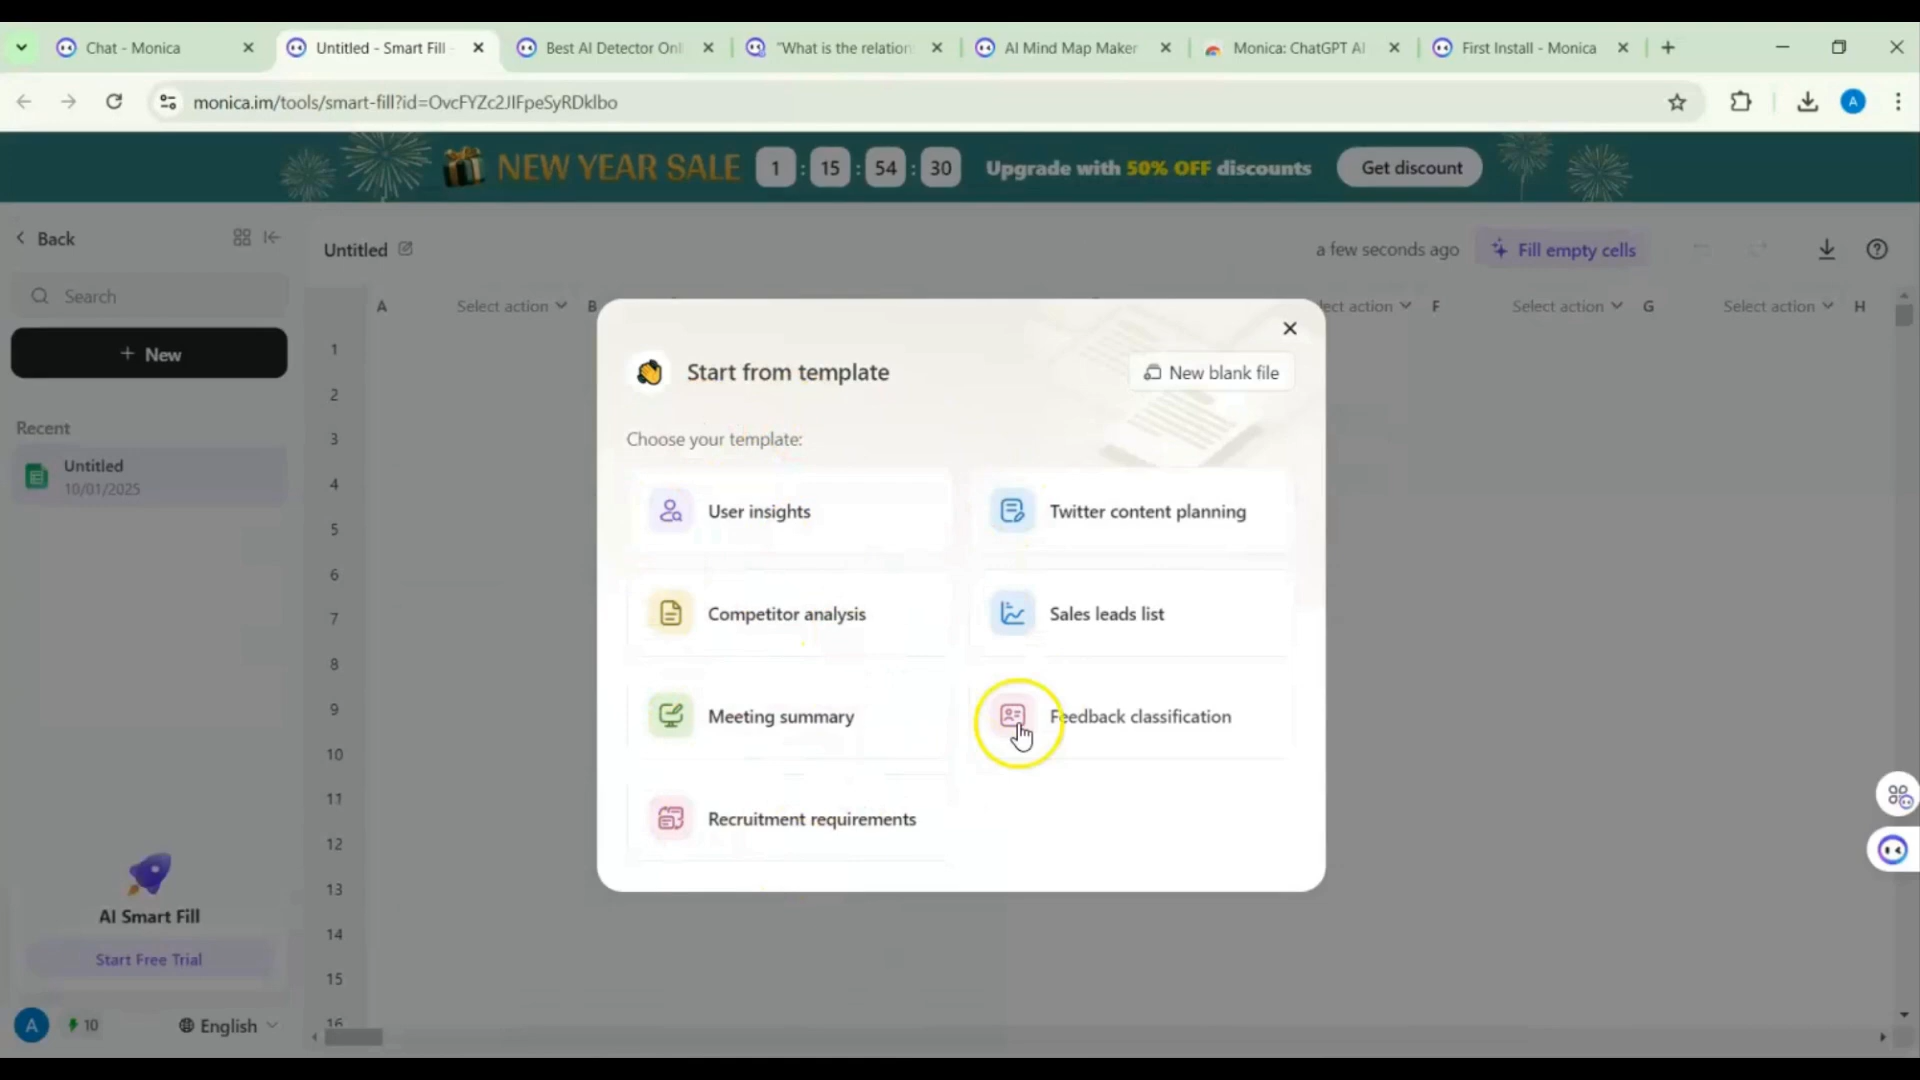 Chat - Monica
Untitled - Smart Fill -
Best AI Detector Onl
"What is the relation
AI Mind Map Maker
Monica: ChatGPT AI
First Install - Monica
monica.im/tools/smart-fill?id=OvcFYZc2JIFpeSyRDklbo
A
NEW YEAR SALE 1 : 15 : 54 : 30 Upgrade with 50% OFF discounts Get discount
Back
Untitled
a few seconds ago
Fill empty cells
Search
A Select action B
ect action F Select action G Select action H
+ New
Start from template
New blank file
Choose your template:
Recent
Untitled
10/01/2025
User insights
Twitter content planning
Competitor analysis
Sales leads list
Meeting summary
Feedback classification
Recruitment requirements
1
2
3
4
5
6
7
8
9
10
11
12
13
14
15
16
AI Smart Fill
Start Free Trial
A
10
English